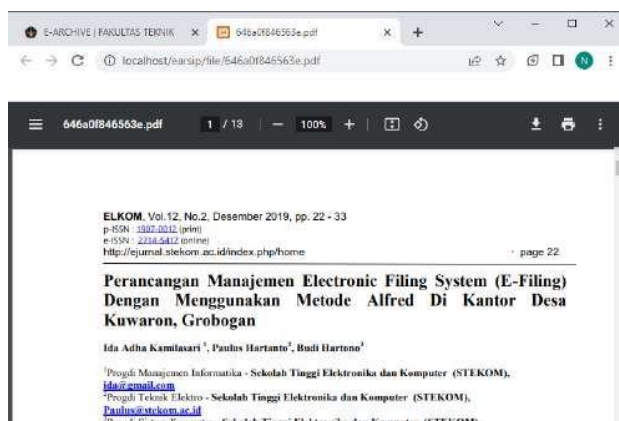 E-ARCHIVE | FAKULTAS TEKNIK
646a0f846563e.pdf
localhost/earsip/file/646a0f846563e.pdf
N
646a0f846563e.pdf
1 / 13
100%
ELKOM, Vol.12, No.2, Desember 2019, pp. 22 - 33
p-ISSN : 1907-0012 (print)
e-ISSN : 2714-5417 (online)
http://ejurnal.stekom.ac.id/index.php/home
page 22
Perancangan Manajemen Electronic Filing System (E-Filing)
Dengan Menggunakan Metode Alfred Di Kantor Desa
Kuwaron, Grobogan
Ida Adha Kamilasari 1, Paulus Hartanto2, Budi Hartono3
1Progdi Manajemen Informatika - Sekolah Tinggi Elektronika dan Komputer (STEKOM),
ida@gmail.com
2Progdi Teknik Elektro - Sekolah Tinggi Elektronika dan Komputer (STEKOM),
Paulus@stekom.ac.id